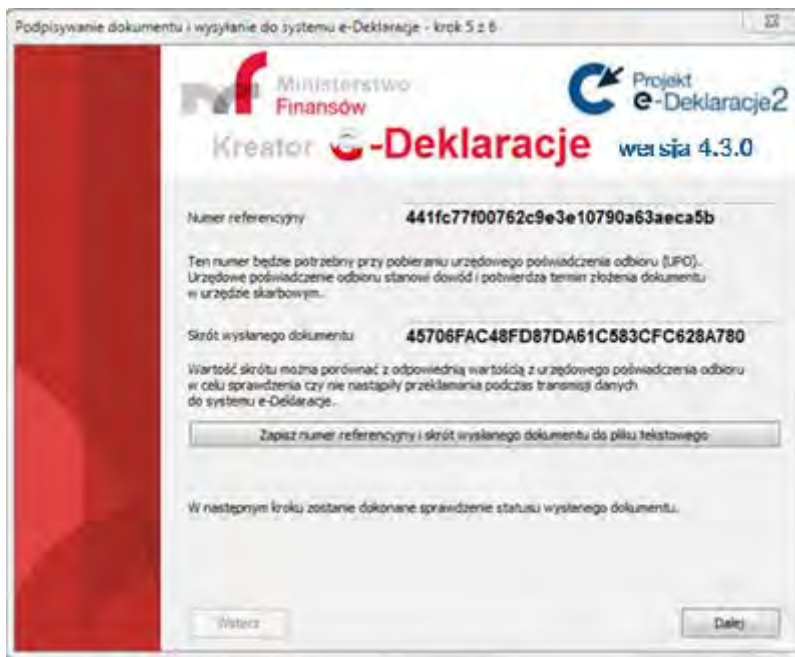 Podpisywanie dokumentu i wysyłanie do systemu e-Deklaracje - krok 5 z 6
Ministerstwo
Finansów
Projekt
e-Deklaracje2
Kreator e-Deklaracje wersja 4.3.0
Numer referencyjny 441fc77f00762c9e3e10790a63aeca5b
Ten numer będzie potrzebny przy pobieraniu urzędowego poświadczenia odbioru (UPO).
Urzędowe poświadczenie odbioru stanowi dowód i potwierdza termin złożenia dokumentu
w urzędzie skarbowym.
Skrót wysłanego dokumentu 45706FAC48FD87DA61C583CFC628A780
Wartość skrótu można porównać z odpowiednią wartością z urzędowego poświadczenia odbioru
w celu sprawdzenia czy nie nastąpiły przekłamania podczas transmisji danych
do systemu e-Deklaracje.
Zapisz numer referencyjny i skrót wysłanego dokumentu do pliku tekstowego
W następnym kroku zostanie dokonane sprawdzenie statusu wysłanego dokumentu.
Wstecz
Dalej